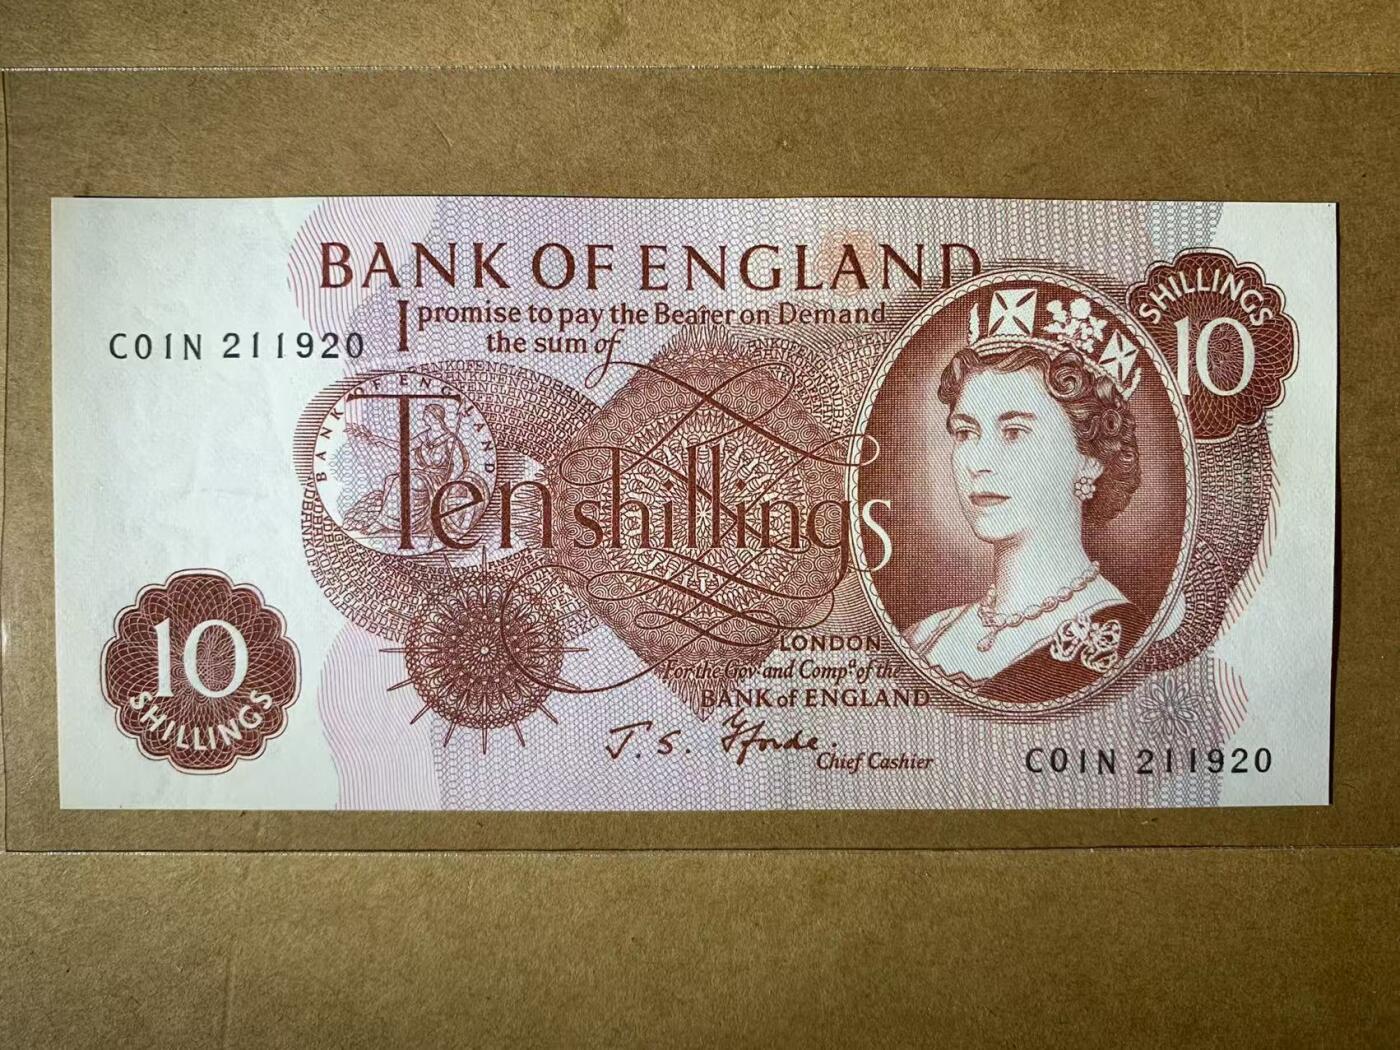 BANK OF ENGLAND
I promise to pay the Bearer on Demand
the sum of
Ten shillings
C01N 211920
BANK OF ENGLAND
SHILLINGS
10
10
SHILLINGS
LONDON
For the Govr. and Compa. of the
BANK of ENGLAND
J. S. Fforde.
Chief Cashier
C01N 211920